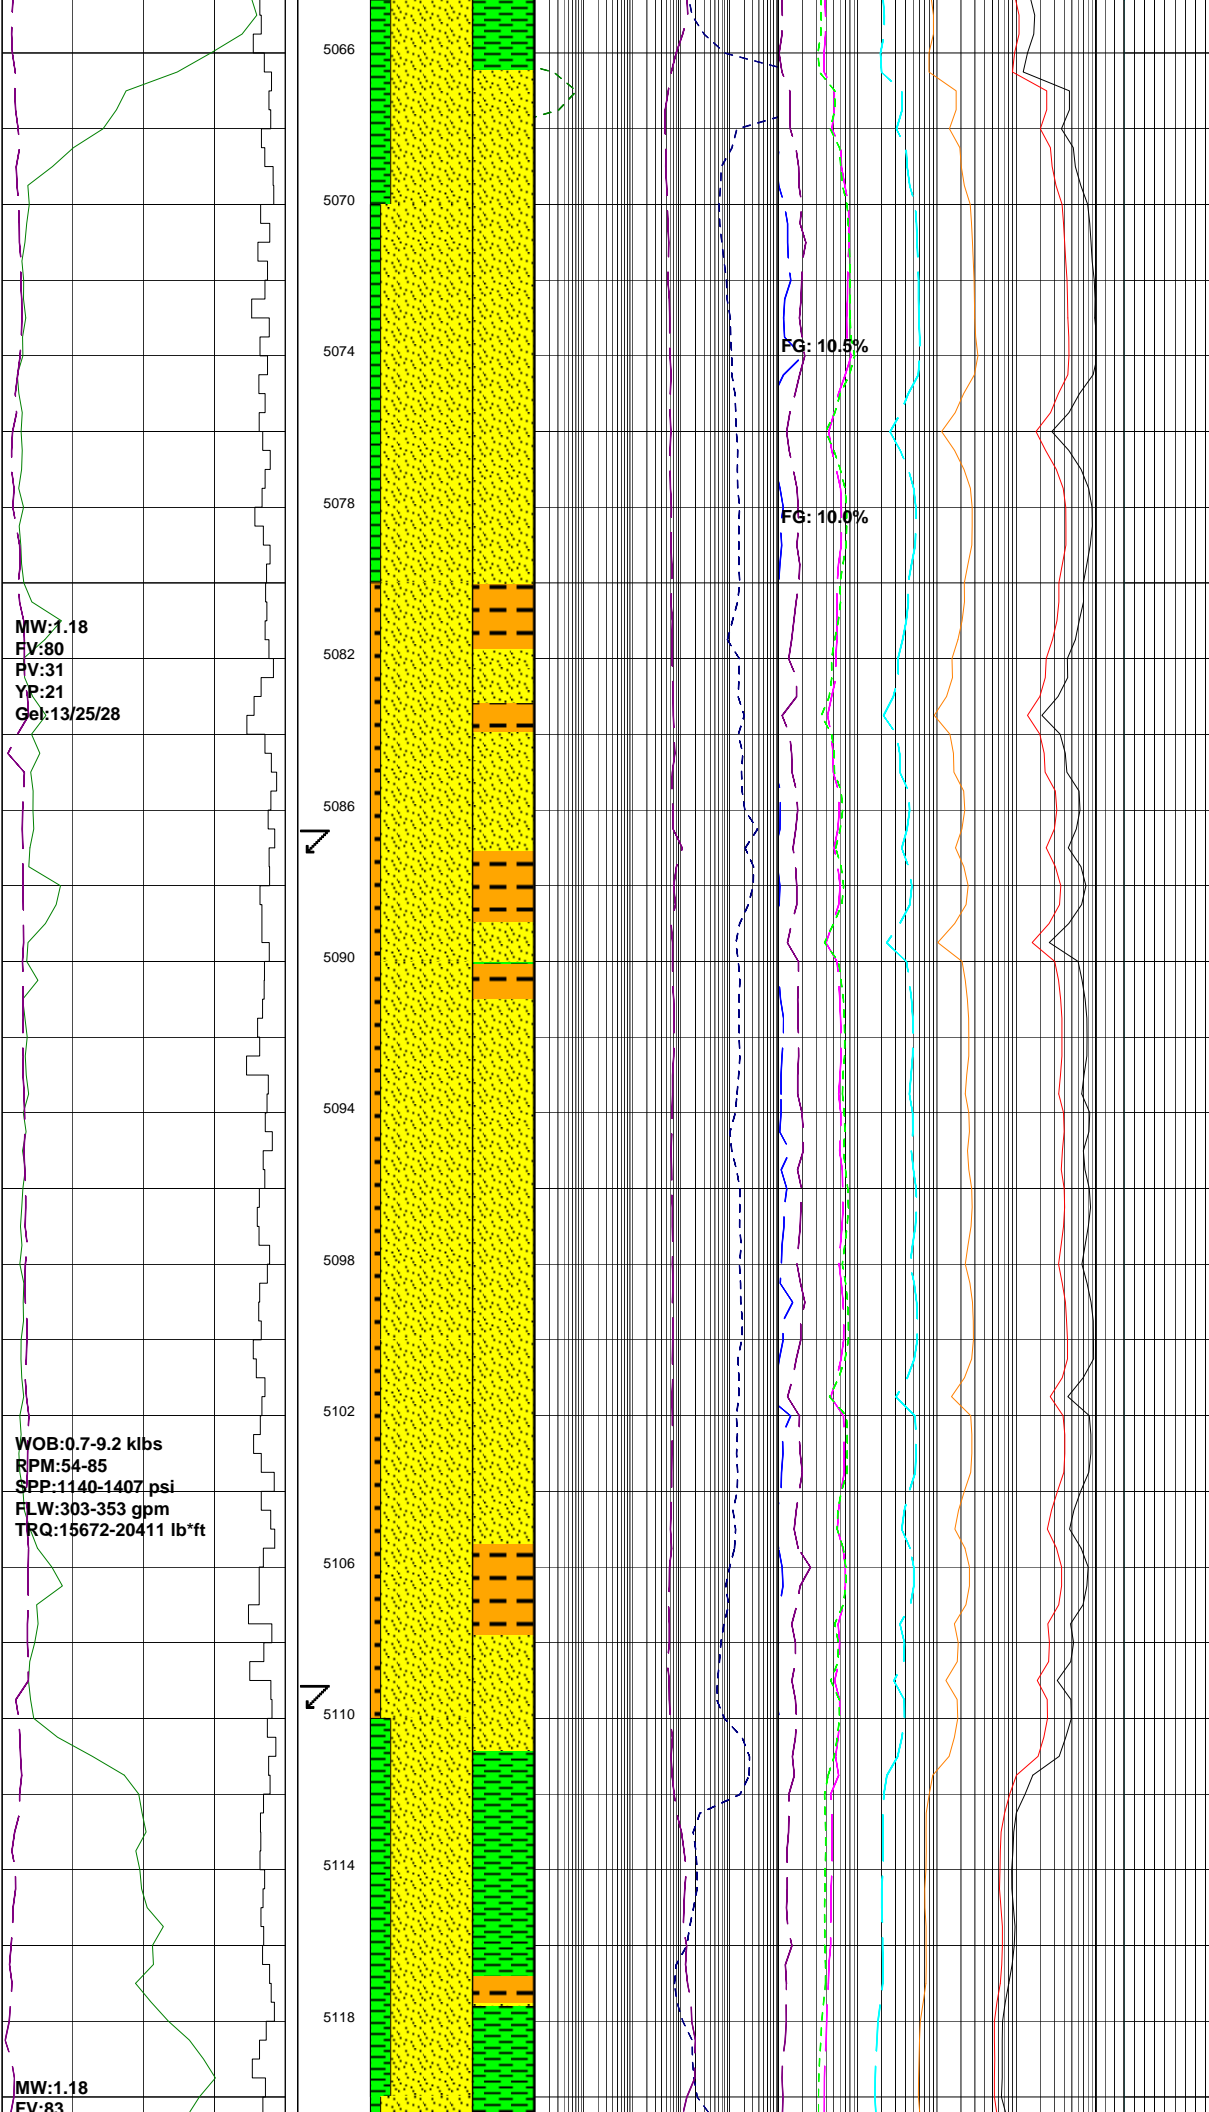 5066
5070
5074
FG: 10.5%
5078
FG: 10.0%
MW:1.18
FV:80
PV:31
YP:21
Gel:13/25/28
5082
5086
5090
5094
5098
5102
WOB:0.7-9.2 klbs
RPM:54-85
SPP:1140-1407 psi
FLW:303-353 gpm
TRQ:15672-20411 lb*ft
5106
5110
5114
5118
MW:1.18
FV:83